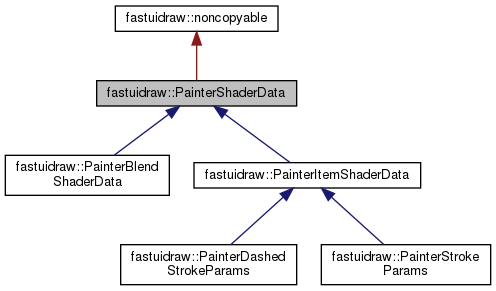 fastuidraw::noncopyable
fastuidraw::PainterShaderData
fastuidraw::PainterBlend
ShaderData
fastuidraw::PainterItemShaderData
fastuidraw::PainterDashed
StrokeParams
fastuidraw::PainterStroke
Params